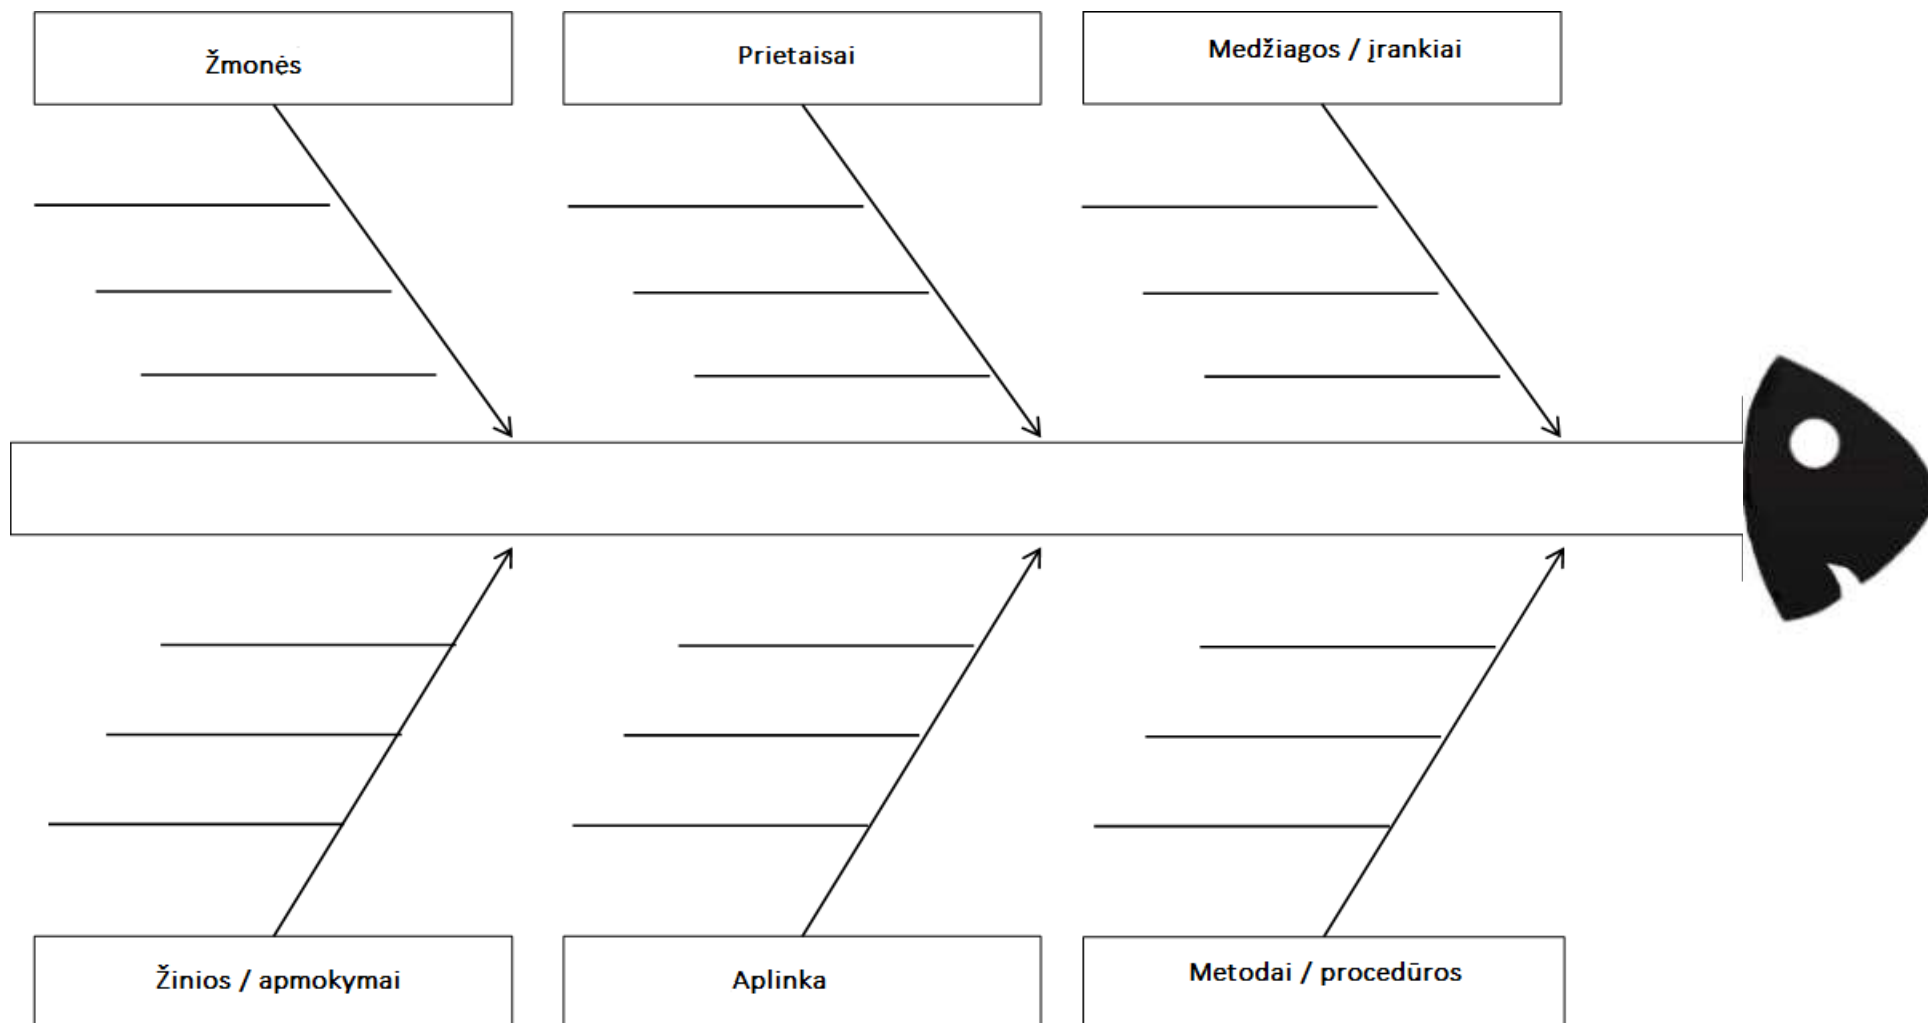 Žmonės
Prietaisai
Medžiagos / įrankiai
Žinios / apmokymai
Aplinka
Metodai / procedūros